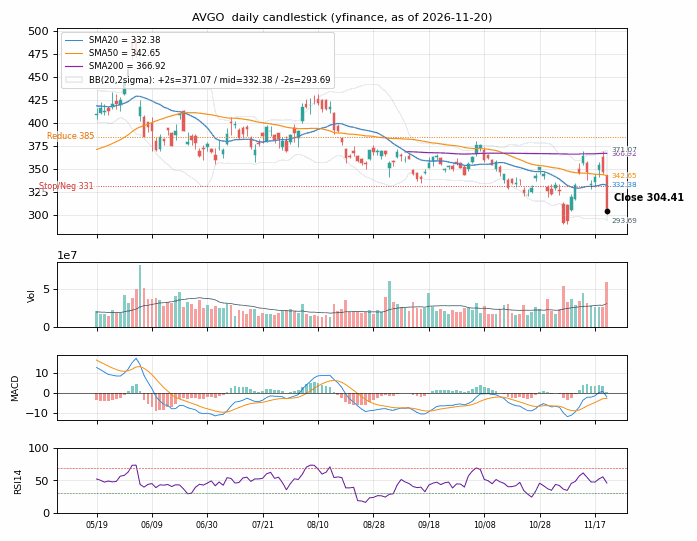 AVGO daily candlestick (yfinance, as of 2026-11-20)
SMA20 = 332.38
SMA50 = 342.65
SMA200 = 366.92
BB(20,2sigma): +2s=371.07 / mid=332.38 / -2s=293.69
500
475
450
425
400
375
350
325
300
Reduce 385
Stop/Neg 331
371.07
366.92
342.65
332.38
Close 304.41
293.69
1e7
Vol
5
0
MACD
10
0
−10
RSI14
100
50
0
05/19 06/09 06/30 07/21 08/10 08/28 09/18 10/08 10/28 11/17